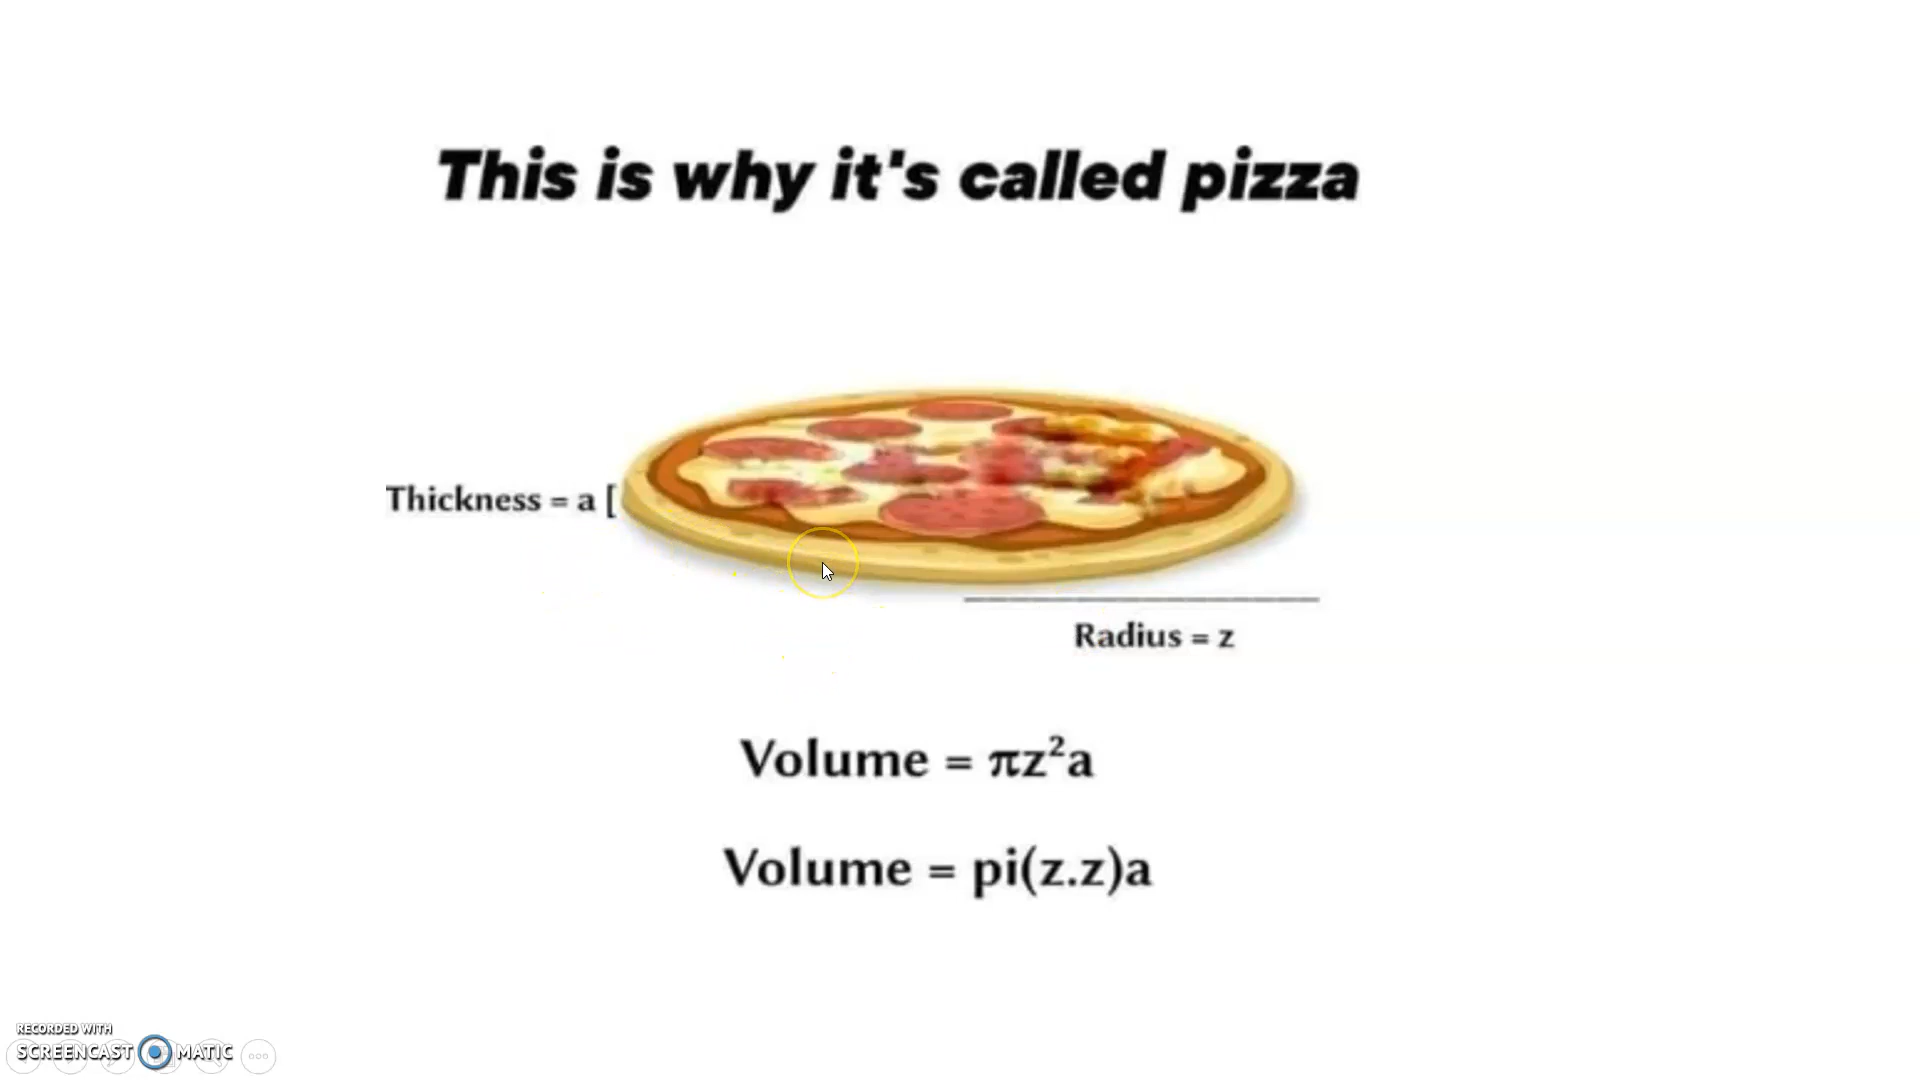 This is why it's called pizza
Thickness = a [
Radius = z
Volume = πz²a
Volume = pi(z.z)a
RECORDED WITH
SCREENCAST MATIC